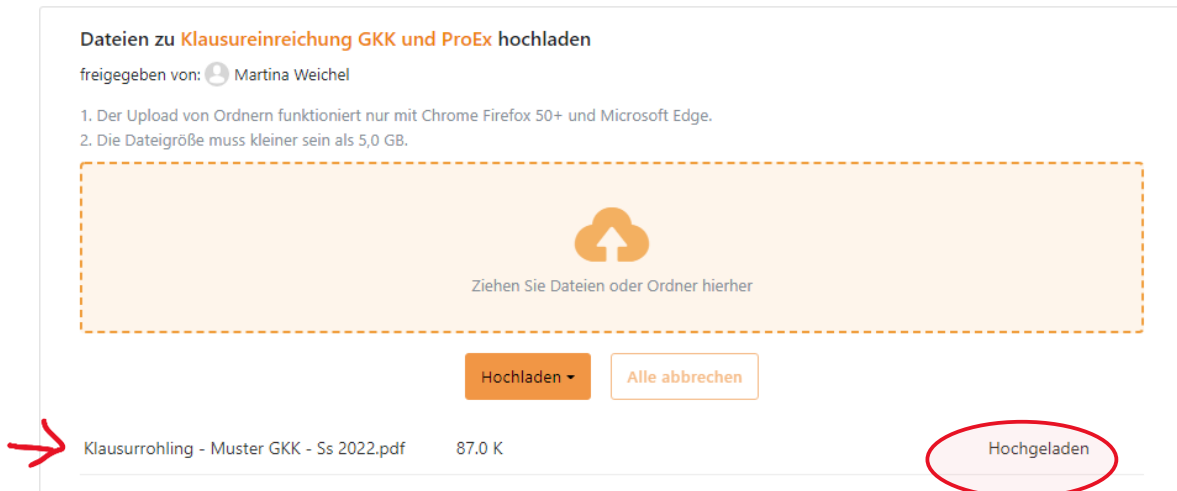 Dateien zu Klausureinreichung GKK und ProEx hochladen
freigegeben von: Martina Weichel
1. Der Upload von Ordnern funktioniert nur mit Chrome Firefox 50+ und Microsoft Edge.
2. Die Dateigröße muss kleiner sein als 5,0 GB.
Ziehen Sie Dateien oder Ordner hierher
Hochladen Alle abbrechen
Klausurrohling - Muster GKK - Ss 2022.pdf 87.0 K Hochgeladen